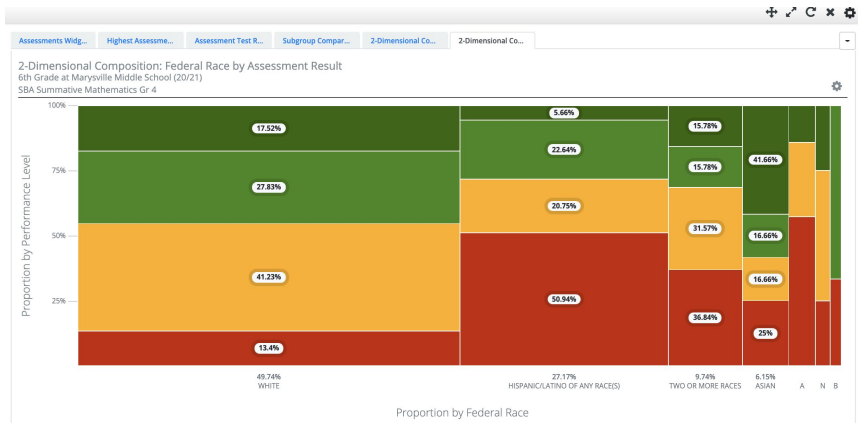 Assessments Widg... Highest Assessme... Assessment Test R... Subgroup Compar... 2-Dimensional Co... 2-Dimensional Co...
2-Dimensional Composition: Federal Race by Assessment Result
6th Grade at Marysville Middle School (20/21)
SBA Summative Mathematics Gr 4
100%
75%
50%
25%
Proportion by Performance Level
17.52% 5.66% 15.78% 41.66%
27.83% 22.64% 15.78% 16.66%
41.23% 20.75% 31.57% 16.66%
13.4% 50.94% 36.84% 25%
49.74% 27.17% 9.74% 6.15%
WHITE HISPANIC/LATINO OF ANY RACE(S) TWO OR MORE RACES ASIAN A N B
Proportion by Federal Race